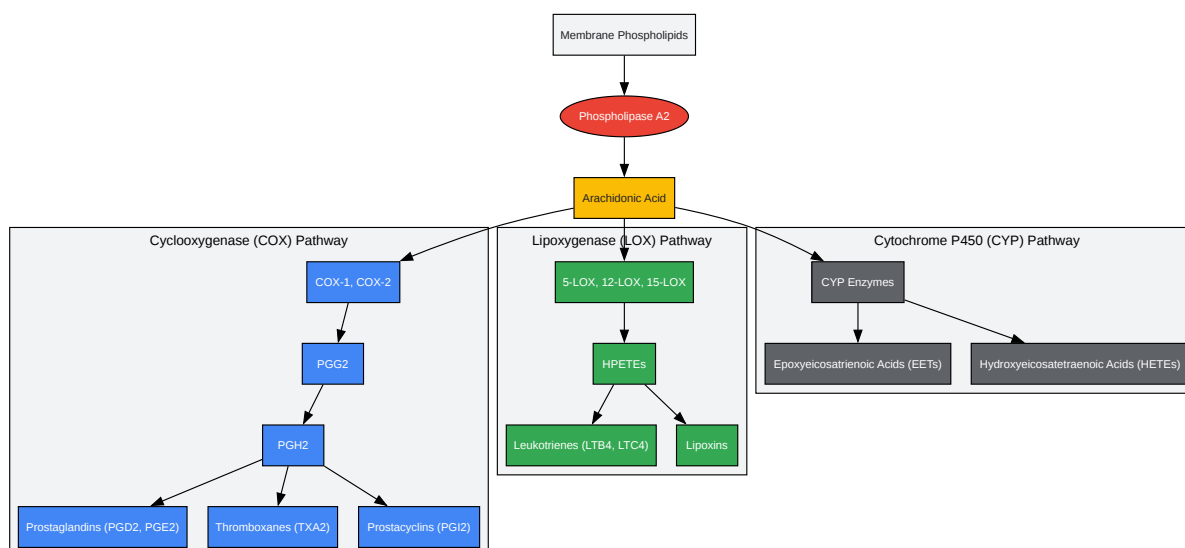 Membrane Phospholipids
Phospholipase A2
Arachidonic Acid
Cyclooxygenase (COX) Pathway
COX-1, COX-2
PGG2
PGH2
Prostaglandins (PGD2, PGE2)
Thromboxanes (TXA2)
Prostacyclins (PGI2)
Lipoxygenase (LOX) Pathway
5-LOX, 12-LOX, 15-LOX
HPETEs
Leukotrienes (LTB4, LTC4)
Lipoxins
Cytochrome P450 (CYP) Pathway
CYP Enzymes
Epoxyeicosatrienoic Acids (EETs)
Hydroxyeicosatetraenoic Acids (HETEs)